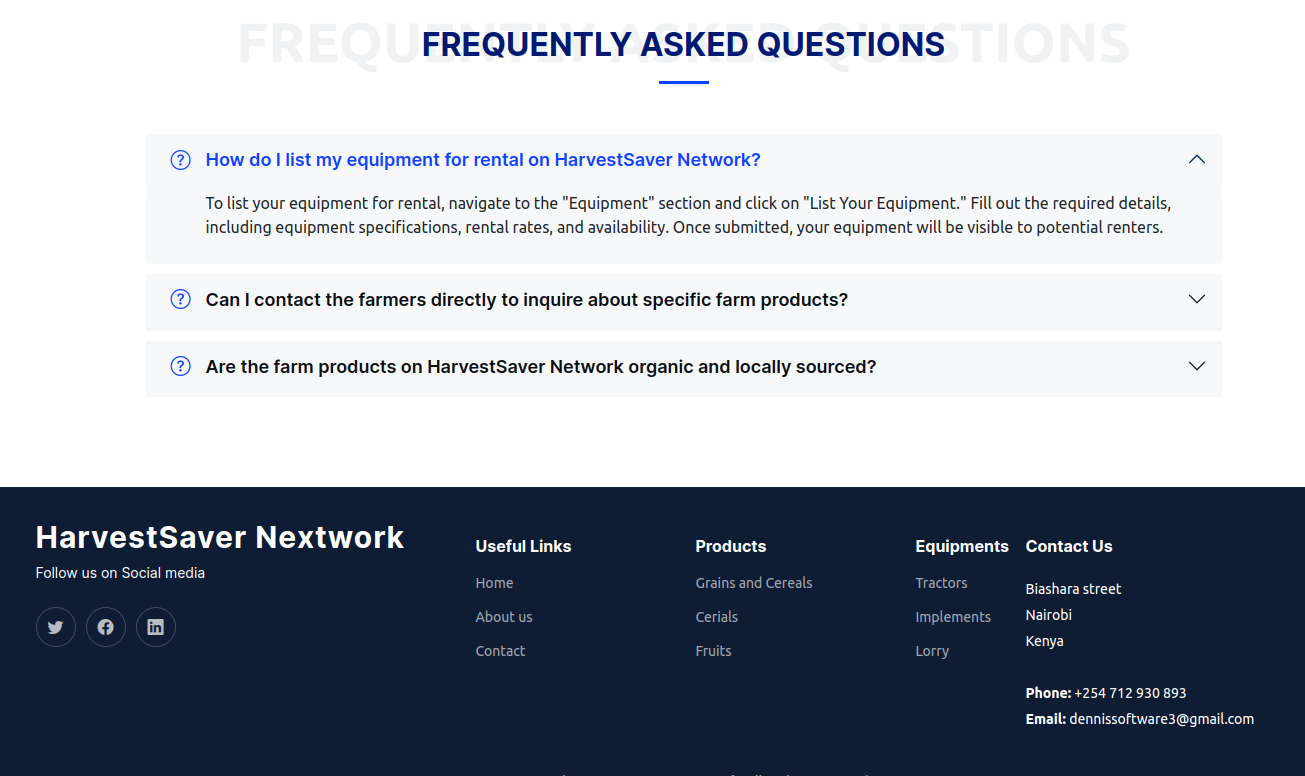 FREQUENTLY ASKED QUESTIONS
FREQUENTLY ASKED QUESTIONS
How do I list my equipment for rental on HarvestSaver Network?
To list your equipment for rental, navigate to the "Equipment" section and click on "List Your Equipment." Fill out the required details,
including equipment specifications, rental rates, and availability. Once submitted, your equipment will be visible to potential renters.
Can I contact the farmers directly to inquire about specific farm products?
Are the farm products on HarvestSaver Network organic and locally sourced?
HarvestSaver Nextwork
Follow us on Social media
Useful Links
Home
About us
Contact
Products
Grains and Cereals
Cerials
Fruits
Equipments
Tractors
Implements
Lorry
Contact Us
Biashara street
Nairobi
Kenya
Phone: +254 712 930 893
Email: dennissoftware3@gmail.com